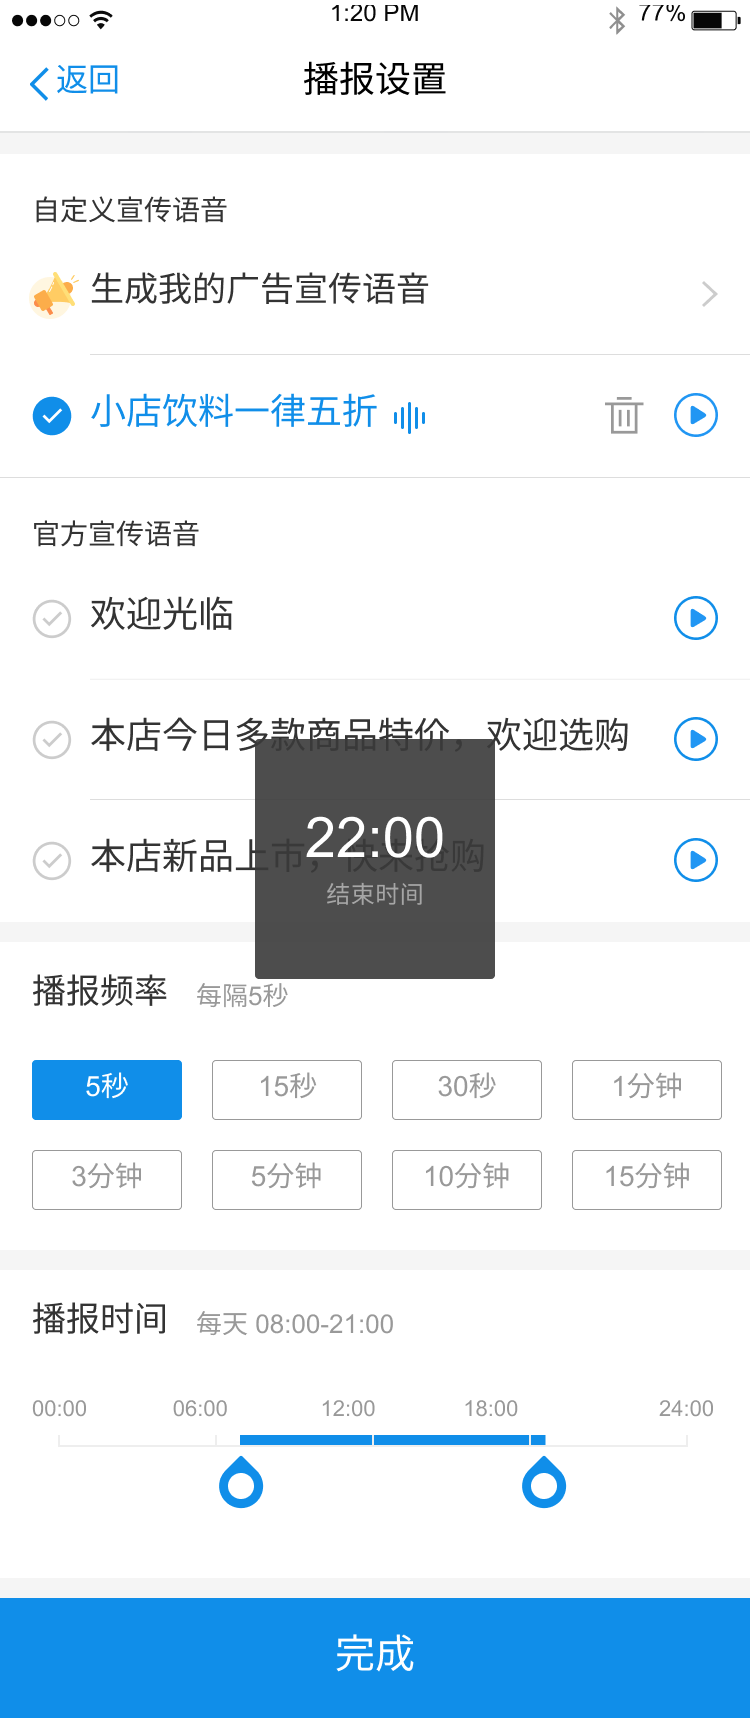 1:20 PM
77%
返回
播报设置
自定义宣传语音
生成我的广告宣传语音
小店饮料一律五折
官方宣传语音
欢迎光临
本店今日多款商品特价，欢迎选购
本店新品上市，快来抢购
22:00
结束时间
播报频率 每隔5秒
5秒 15秒 30秒 1分钟
3分钟 5分钟 10分钟 15分钟
播报时间 每天 08:00-21:00
00:00 06:00 12:00 18:00 24:00
完成